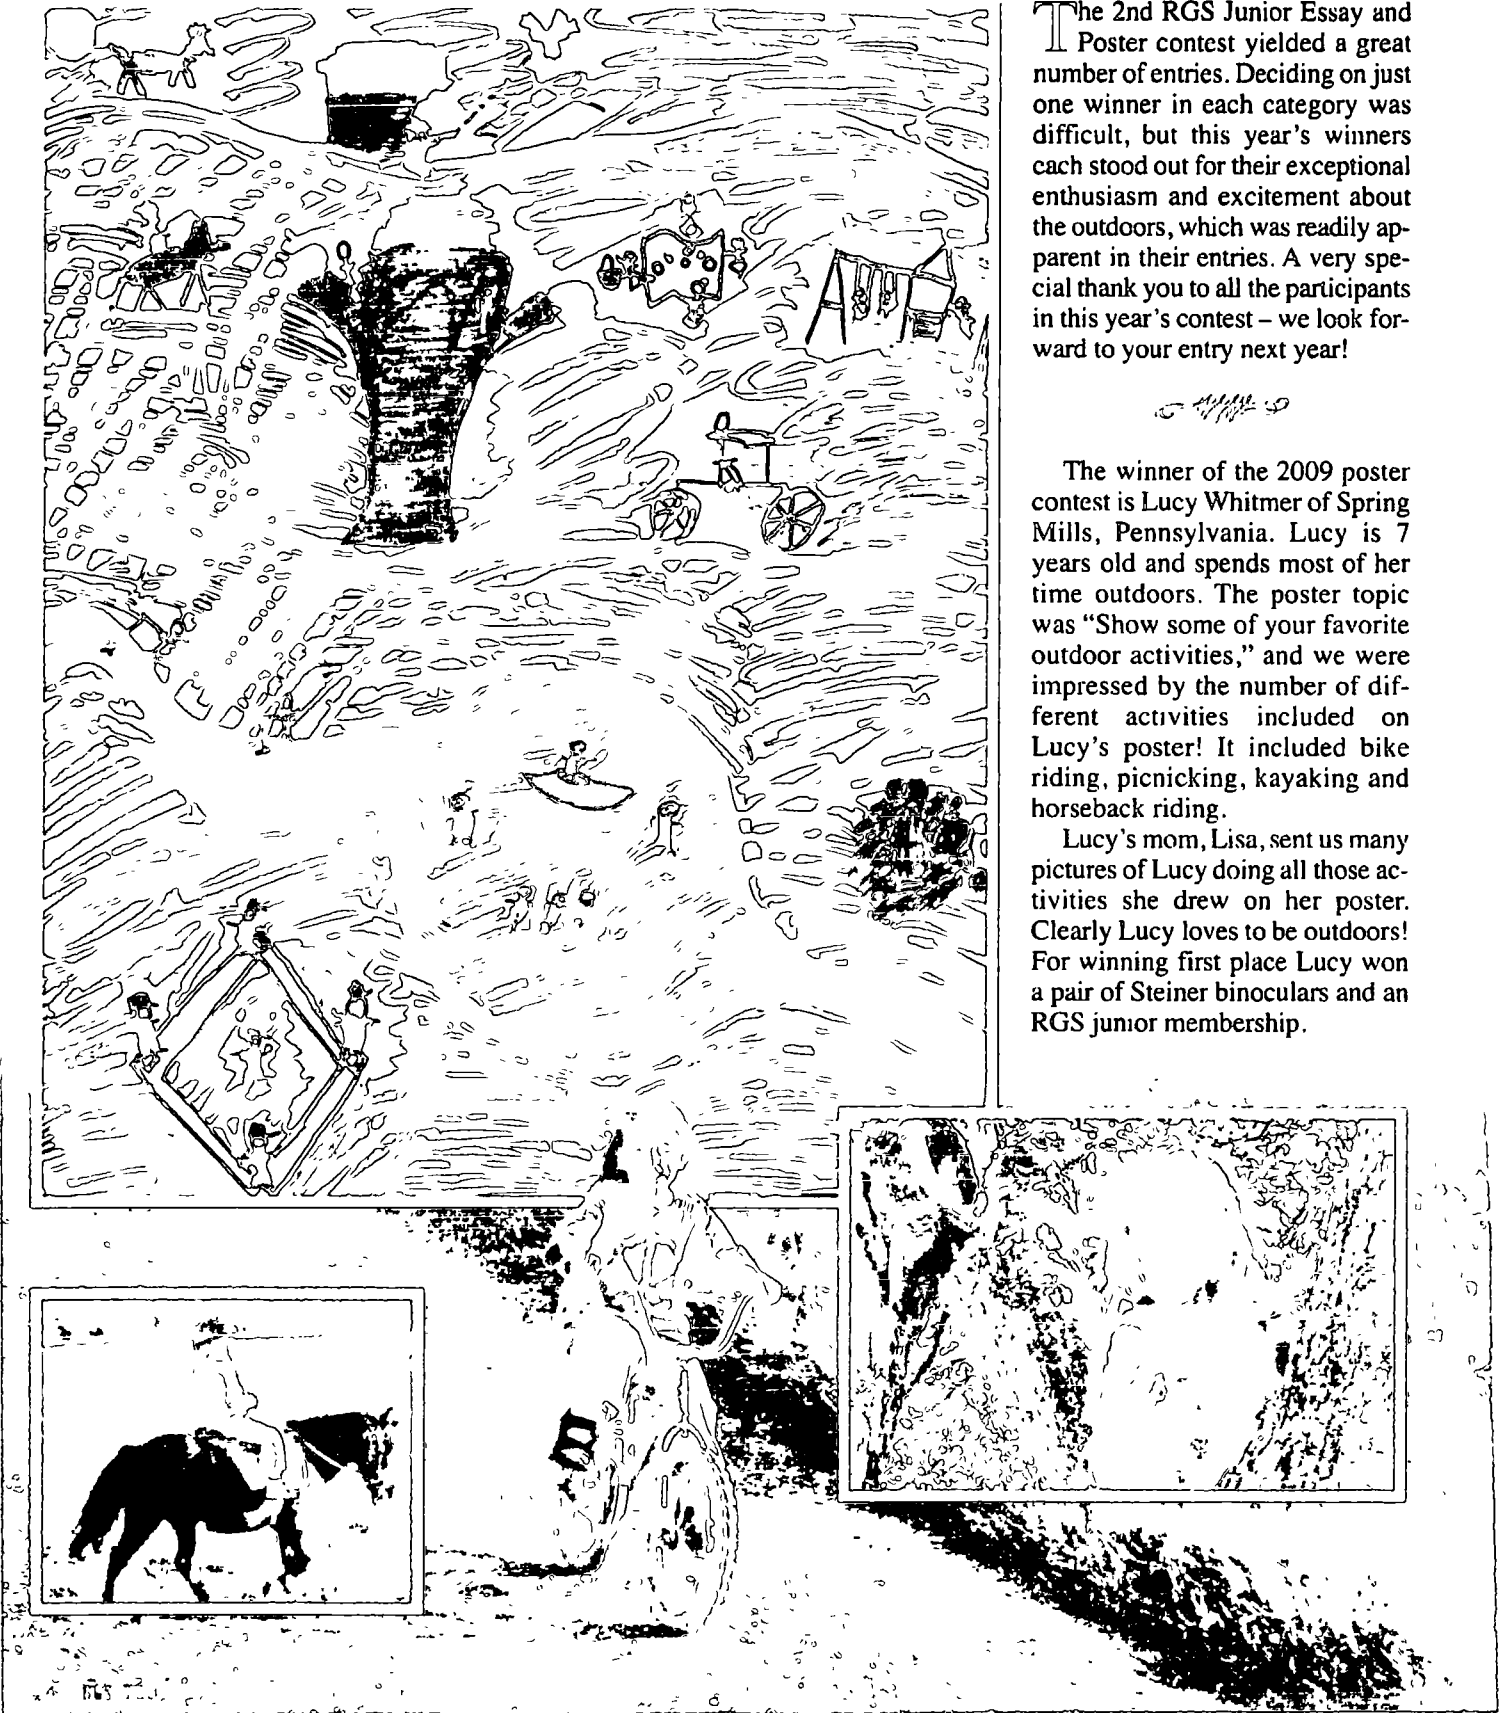 The 2nd RGS Junior Essay and
Poster contest yielded a great
number of entries. Deciding on just
one winner in each category was
difficult, but this year's winners
each stood out for their exceptional
enthusiasm and excitement about
the outdoors, which was readily ap-
parent in their entries. A very spe-
cial thank you to all the participants
in this year's contest – we look for-
ward to your entry next year!
The winner of the 2009 poster
contest is Lucy Whitmer of Spring
Mills, Pennsylvania. Lucy is 7
years old and spends most of her
time outdoors. The poster topic
was “Show some of your favorite
outdoor activities,” and we were
impressed by the number of dif-
ferent activities included on
Lucy's poster! It included bike
riding, picnicking, kayaking and
horseback riding.
Lucy's mom, Lisa, sent us many
pictures of Lucy doing all those ac-
tivities she drew on her poster.
Clearly Lucy loves to be outdoors!
For winning first place Lucy won
a pair of Steiner binoculars and an
RGS junior membership.